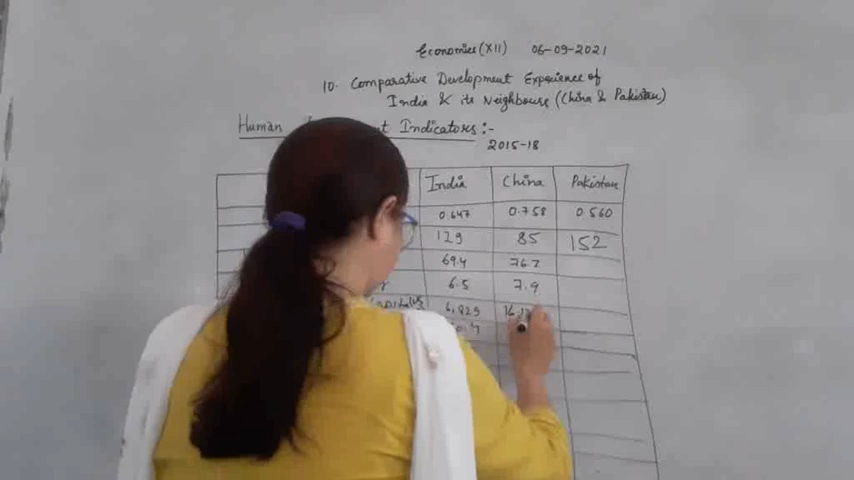 Economics (XII) 06-09-2021
10. Comparative Development Experience of
India & its Neighbours (China & Pakistan)
Human Indicators:-
2015-18
India China Pakistan
0.647 0.758 0.560
129 85 152
69.4 76.7
6.5 7.9
6,829